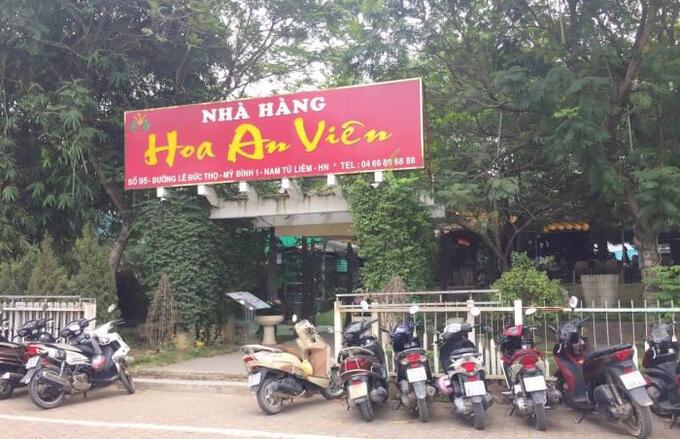 NHÀ HÀNG
Hoa An Viên
SỐ 95 - ĐƯỜNG LÊ ĐỨC THỌ - MỸ ĐÌNH 1 - NAM TỪ LIÊM - HN * TEL : 04 66 80 68 88